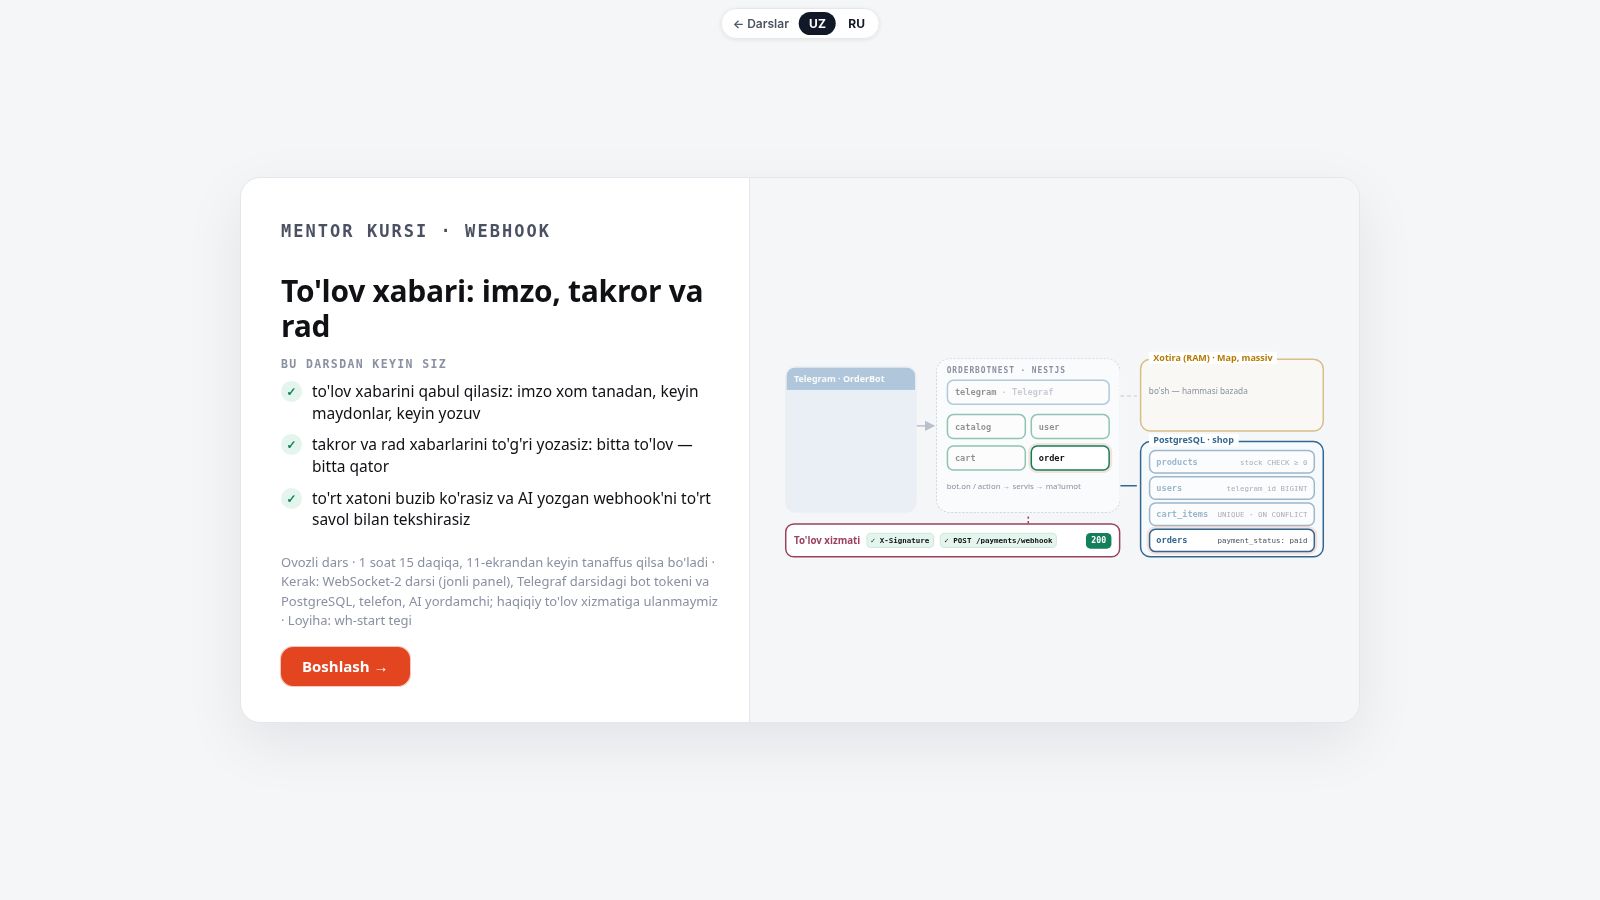 ← Darslar UZ RU
MENTOR KURSI · WEBHOOK
To'lov xabari: imzo, takror va
rad
BU DARSDAN KEYIN SIZ
✓ to'lov xabarini qabul qilasiz: imzo xom tanadan, keyin
maydonlar, keyin yozuv
✓ takror va rad xabarlarini to'g'ri yozasiz: bitta to'lov —
bitta qator
✓ to'rt xatoni buzib ko'rasiz va AI yozgan webhook'ni to'rt
savol bilan tekshirasiz
Ovozli dars · 1 soat 15 daqiqa, 11-ekrandan keyin tanaffus qilsa bo'ladi ·
Kerak: WebSocket-2 darsi (jonli panel), Telegraf darsidagi bot tokeni va
PostgreSQL, telefon, AI yordamchi; haqiqiy to'lov xizmatiga ulanmaymiz
· Loyiha: wh-start tegi
Boshlash →
Telegram · OrderBot
ORDERBOTNEST · NESTJS
telegram · Telegraf
catalog
user
cart
order
bot.on / action → servis → ma'lumot
Xotira (RAM) · Map, massiv
bo'sh — hammasi bazada
PostgreSQL · shop
products stock CHECK ≥ 0
users telegram id BIGINT
cart_items UNIQUE · ON CONFLICT
orders payment_status: paid
To'lov xizmati ✓ X-Signature ✓ POST /payments/webhook 200